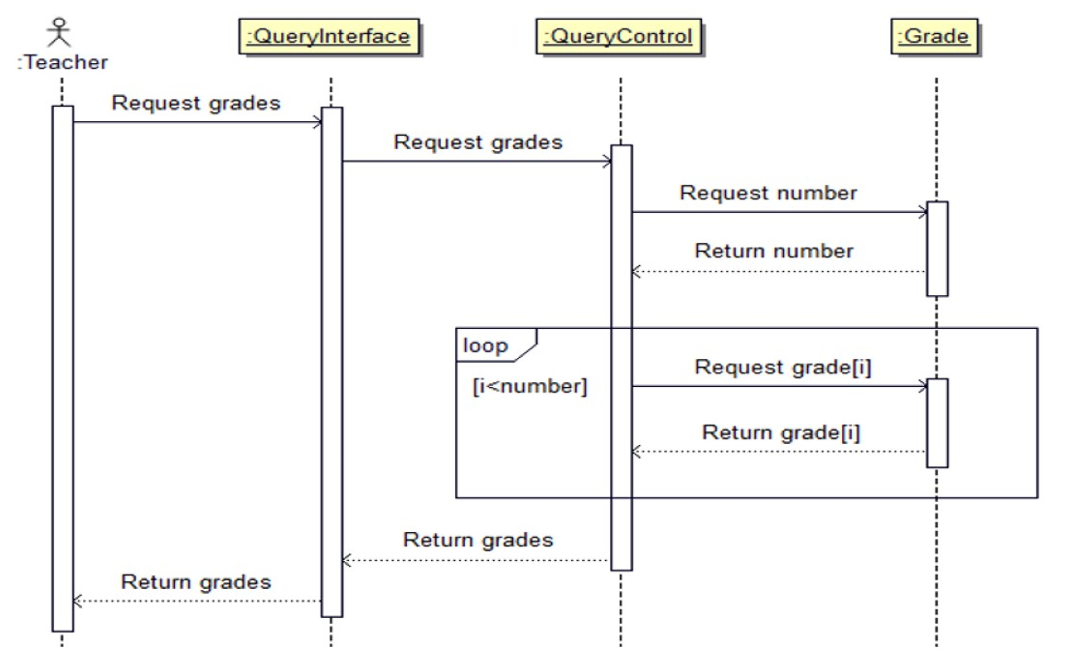 :Teacher
:QueryInterface
:QueryControl
:Grade
Request grades
Request grades
Request number
Return number
loop
[i<number]
Request grade[i]
Return grade[i]
Return grades
Return grades